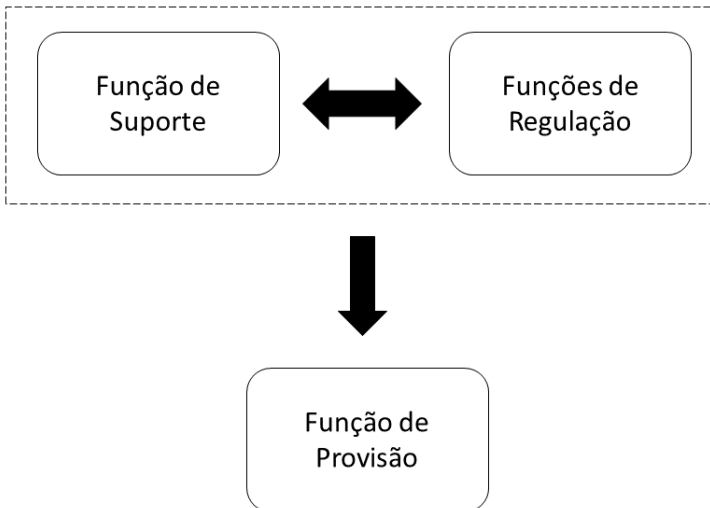 Função de
Suporte
Funções de
Regulação
Função de
Provisão